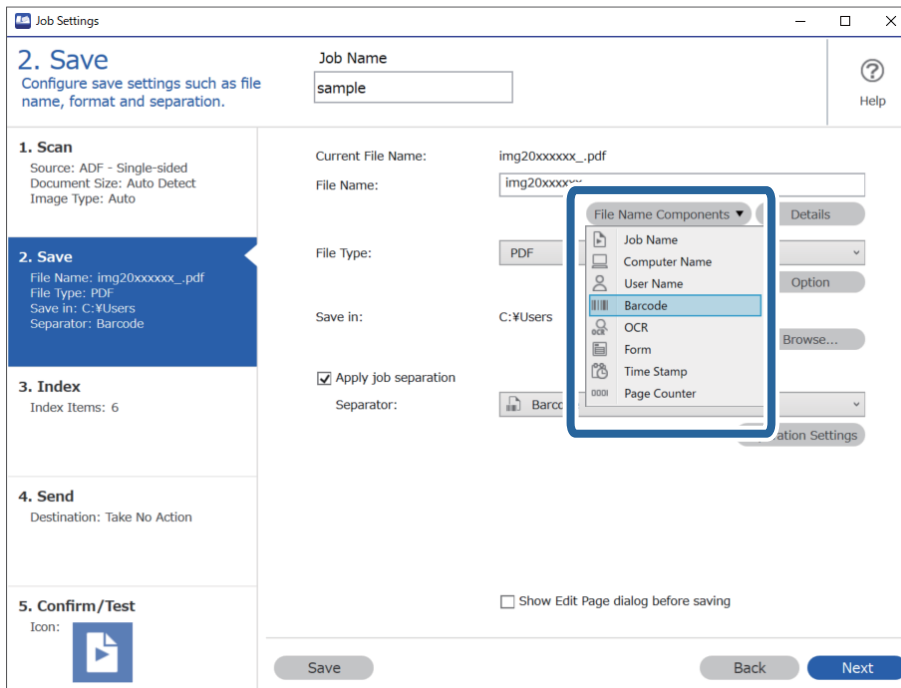 Job Settings
2. Save
Configure save settings such as file
name, format and separation.
Job Name
sample
Help
1. Scan
Source: ADF - Single-sided
Document Size: Auto Detect
Image Type: Auto
2. Save
File Name: img20xxxxxx_.pdf
File Type: PDF
Save in: C:¥Users
Separator: Barcode
3. Index
Index Items: 6
4. Send
Destination: Take No Action
5. Confirm/Test
Icon:
Current File Name: img20xxxxxx_.pdf
File Name: img20xxxxxx
File Name Components ▼ Details
File Type: PDF
Option
Save in: C:¥Users
Browse...
Apply job separation
Separator:
Job Name
Computer Name
User Name
Barcode
OCR
Form
Time Stamp
Page Counter
Settings
Show Edit Page dialog before saving
Save
Back
Next